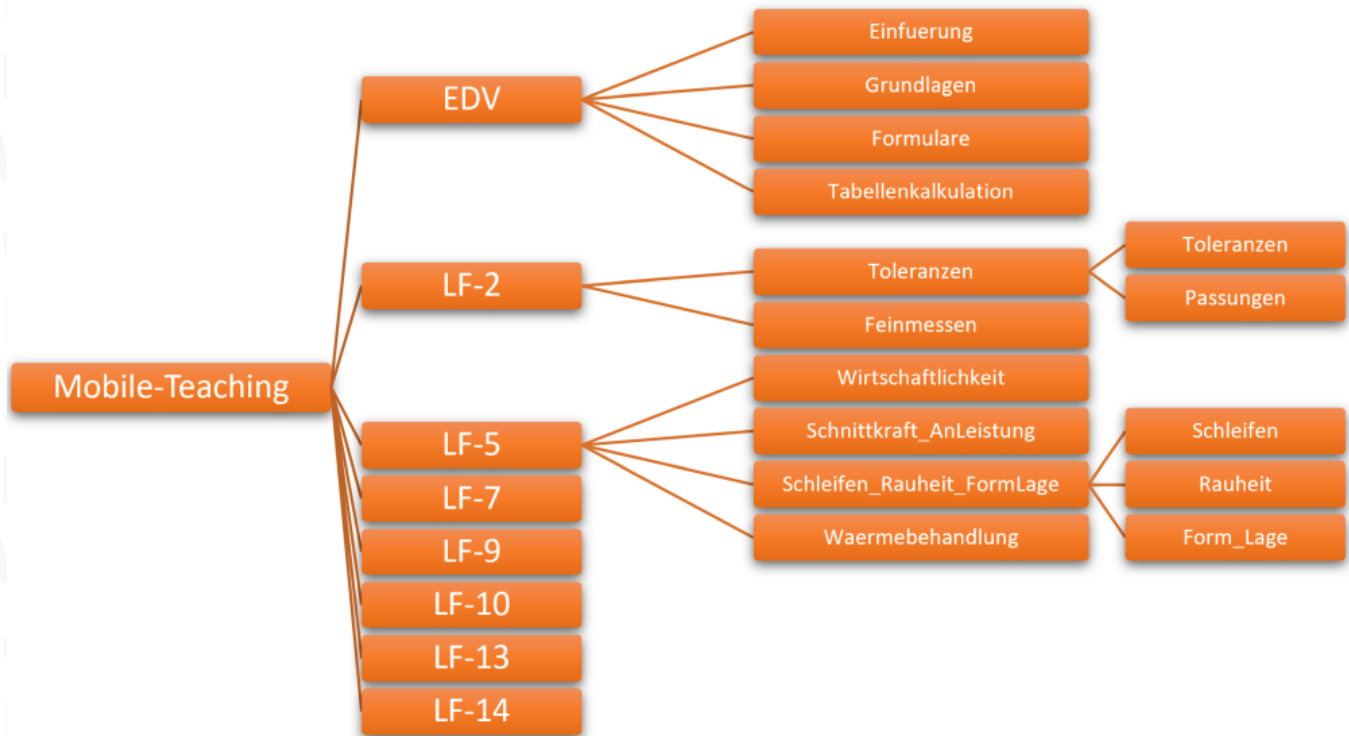 Mobile-Teaching
EDV
Einfuerung
Grundlagen
Formulare
Tabellenkalkulation
LF-2
Toleranzen
Toleranzen
Passungen
Feinmessen
LF-5
Wirtschaftlichkeit
Schnittkraft_AnLeistung
Schleifen_Rauheit_FormLage
Schleifen
Rauheit
Form_Lage
Waermebehandlung
LF-7
LF-9
LF-10
LF-13
LF-14